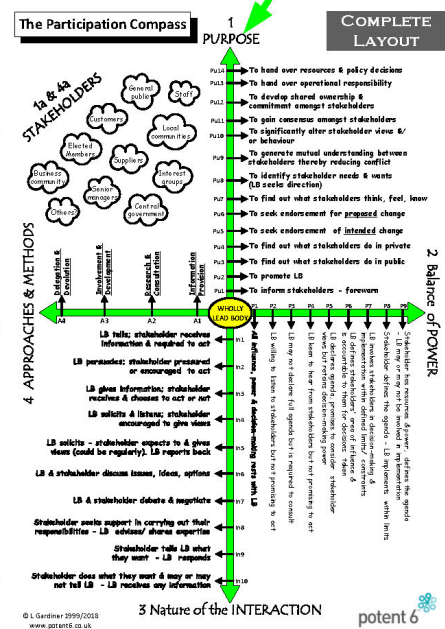 The Participation Compass
1
PURPOSE
COMPLETE
LAYOUT
1a & 4a
STAKEHOLDERS
General
public
Staff
Customers
Local
communities
Elected
Members
Suppliers
Business
community
Interest
groups
Senior
managers
Others?
Central
government
Pu14 To hand over resources & policy decisions
Pu13 To hand over operational responsibility
Pu12 To develop shared ownership &
commitment amongst stakeholders
Pu11 To gain consensus amongst stakeholders
Pu10 To significantly alter stakeholder views &/
or behaviour
Pu9 To generate mutual understanding between
stakeholders thereby reducing conflict
Pu8 To identify stakeholder needs & wants
(LB seeks direction)
Pu7 To find out what stakeholders think, feel, know
Pu6 To seek endorsement for proposed change
Pu5 To seek endorsement of intended change
Pu4 To find out what stakeholders do in private
Pu3 To find out what stakeholders do in public
Pu2 To promote LB
Pu1 To inform stakeholders - forewarn
4 APPROACHES & METHODS
Delegation &
Devolution
Involvement &
Development
Research &
Consultation
Information
Provision
A4 A3 A2 A1
WHOLLY
LEAD BODY
2 Balance of POWER
P1 P2 P3 P4 P5 P6 P7 P8 P9
All influence, power & decision-making rests with LB
LB willing to listen to stakeholders but not promising to act
LB may not declare full agenda but is required to consult
LB keen to hear from stakeholders but not promising to act
LB declares agenda, promises to consider stakeholder
views but retains decision-making power
LB defines stakeholders' area of influence &
is accountable to them for decisions taken
LB involves stakeholders in decision-making &
implementation within defined limits/ constraints
Stakeholder defines the agenda - LB implements within limits
Stakeholder has resources & power - defines the agenda
- LB may or may not be involved in implementation
LB tells; stakeholder receives
information & required to act
In1
LB persuades; stakeholder pressured
or encouraged to act
In2
LB gives information; stakeholder
receives & chooses to act or not
In3
LB solicits & listens; stakeholder
encouraged to give views
In4
LB solicits - stakeholder expects to & gives
views (could be regularly). LB reports back
In5
LB & stakeholder discuss issues, ideas, options
In6
LB & stakeholder debate & negotiate
In7
Stakeholder seeks support in carrying out their
responsibilities - LB advises/ shares expertise
In8
Stakeholder tells LB what
they want - LB responds
In9
Stakeholder does what they want & may or may
not tell LB - LB receives any information
In10
3 Nature of the INTERACTION
© L Gardiner 1999/2018
www.potent6.co.uk
potent 6